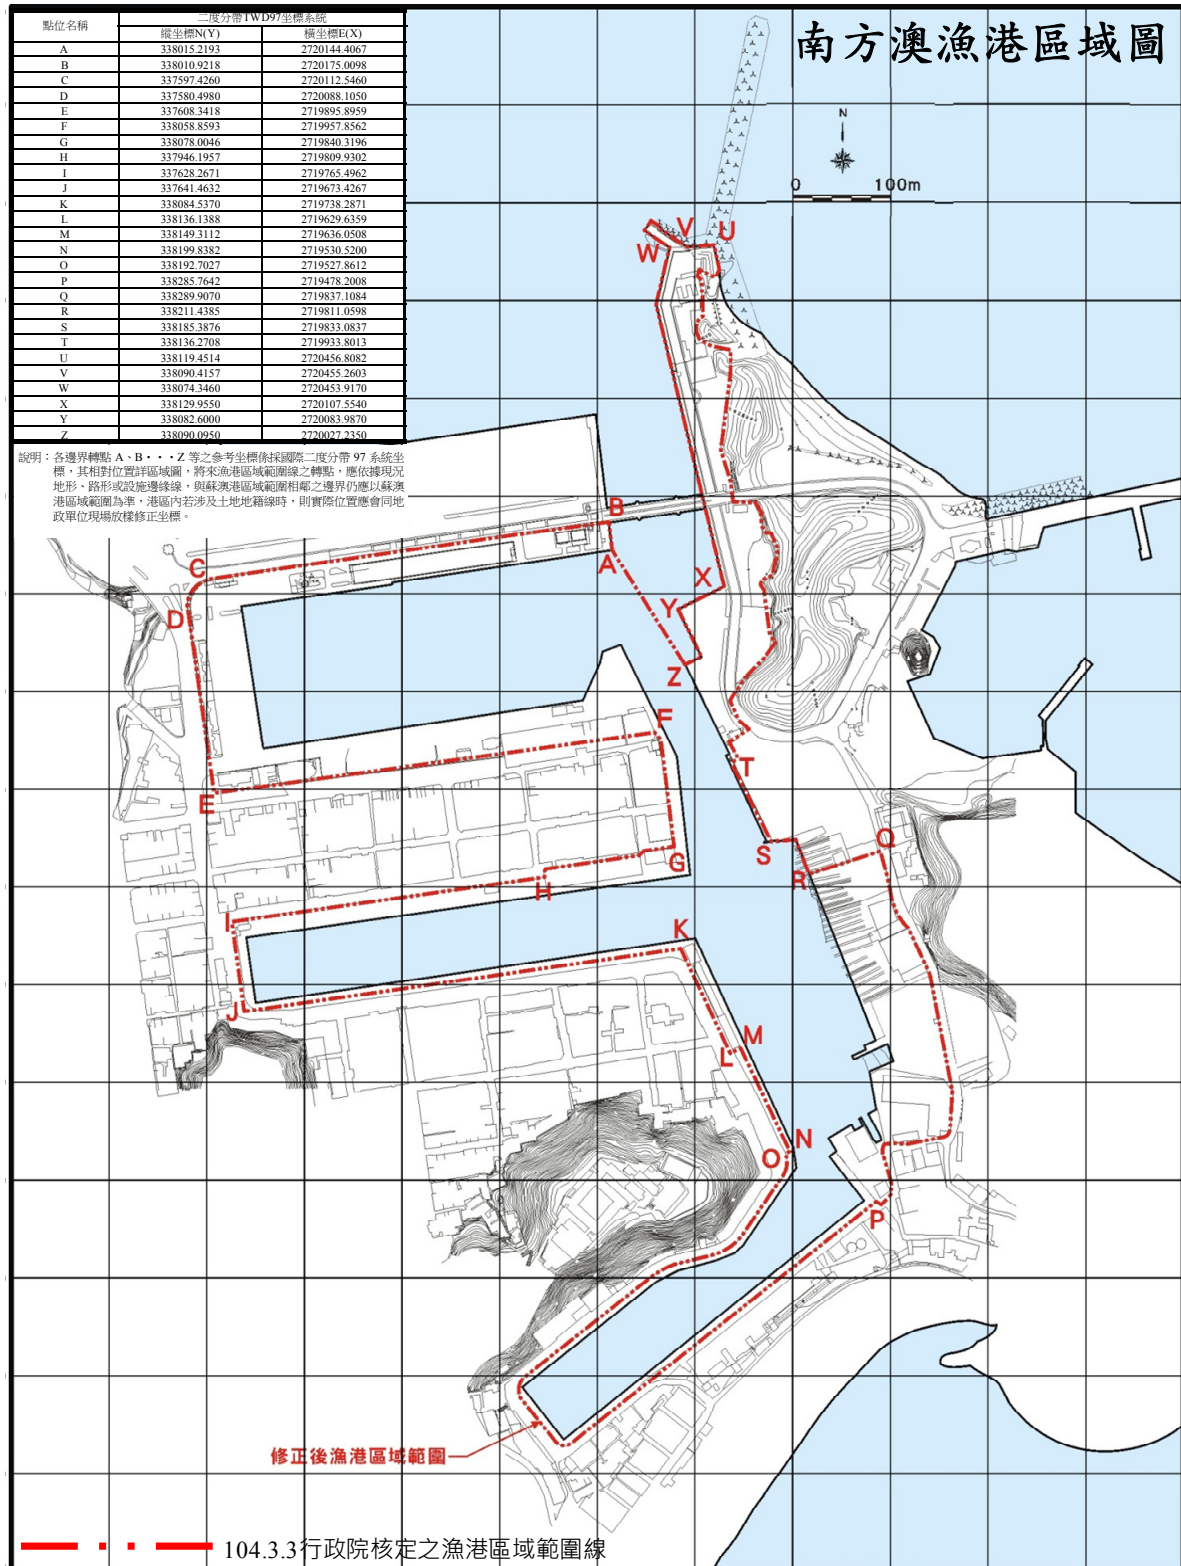 南方澳漁港區域圖
點位名稱 二度分帶TWD97坐標系統
縱坐標N(Y) 橫坐標E(X)
A 338015.2193 2720144.4067
B 338010.9218 2720175.0098
C 337597.4260 2720112.5460
D 337580.4980 2720088.1050
E 337608.3418 2719895.8959
F 338058.8593 2719957.8562
G 338078.0046 2719840.3196
H 337946.1957 2719809.9302
I 337628.2671 2719765.4962
J 337641.4632 2719673.4267
K 338084.5370 2719738.2871
L 338136.1388 2719629.6359
M 338149.3112 2719636.0508
N 338199.8382 2719530.5200
O 338192.7027 2719527.8612
P 338285.7642 2719478.2008
Q 338289.9070 2719837.1084
R 338211.4385 2719811.0598
S 338185.3876 2719833.0837
T 338136.2708 2719933.8013
U 338119.4514 2720456.8082
V 338090.4157 2720455.2603
W 338074.3460 2720453.9170
X 338129.9550 2720107.5540
Y 338082.6000 2720083.9870
Z 338090.0950 2720027.2350
說明：各邊界轉點 A、B・・・Z 等之參考坐標係採國際二度分帶 97 系統坐
標，其相對位置詳區域圖，將來漁港區域範圍線之轉點，應依據現況
地形、路形或設施邊緣線，與蘇澳港區域範圍相鄰之邊界仍應以蘇澳
港區域範圍為準，港區內若涉及土地地籍線時，則實際位置應會同地
政單位現場放樣修正坐標。
N
0 100m
V U
W
B
A
C
X
D
Y
Z
F
T
E
Q
S
G
R
H
I
K
J
M
L
N
O
P
修正後漁港區域範圍
104.3.3行政院核定之漁港區域範圍線